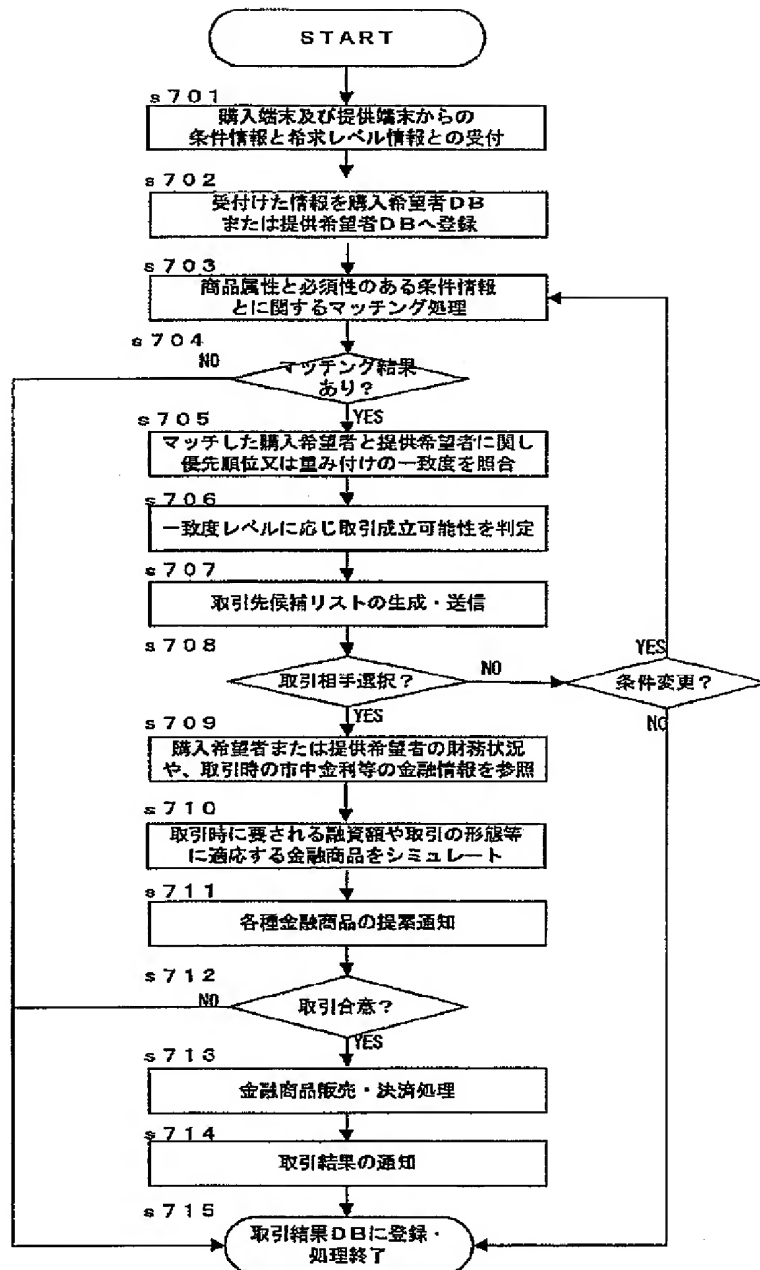 START
s701
購入端末及び提供端末からの
条件情報と希求レベル情報との受付
s702
受付けた情報を購入希望者DB
または提供希望者DBへ登録
s703
商品属性と必須性のある条件情報
とに関するマッチング処理
s704
NO
マッチング結果
あり?
YES
s705
マッチした購入希望者と提供希望者に関し
優先順位又は重み付けの一致度を照合
s706
一致度レベルに応じ取引成立可能性を判定
s707
取引先候補リストの生成・送信
s708
取引相手選択?
NO
YES
条件変更?
YES
NO
s709
購入希望者または提供希望者の財務状況
や、取引時の市中金利等の金融情報を参照
s710
取引時に要される融資額や取引の形態等
に適応する金融商品をシミュレート
s711
各種金融商品の提案通知
s712
NO
取引合意?
YES
s713
金融商品販売・決済処理
s714
取引結果の通知
s715
取引結果DBに登録・
処理終了